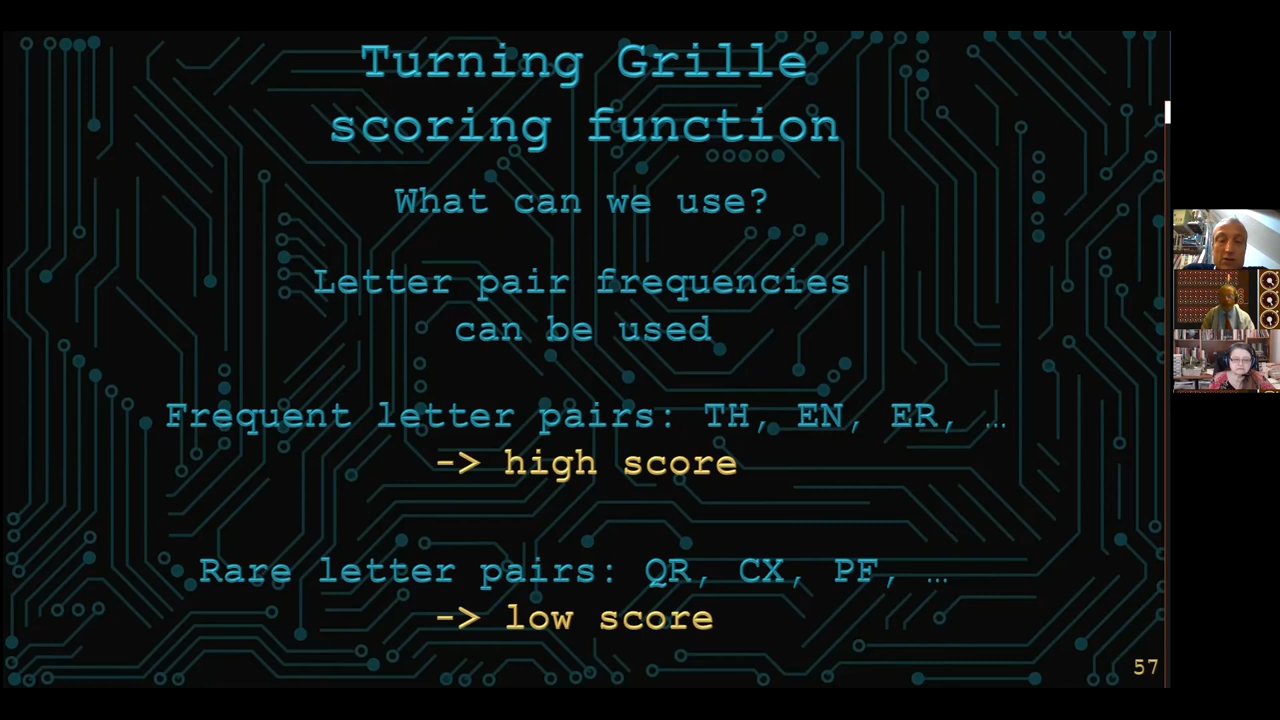 Turning Grille
scoring function
What can we use?
Letter pair frequencies
can be used
Frequent letter pairs: TH, EN, ER, …
-> high score
Rare letter pairs: QR, CX, PF, …
-> low score
57